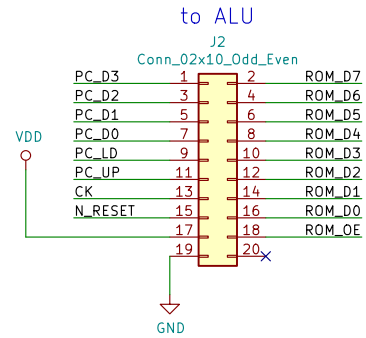 to ALU
J2
Conn_02x10_Odd_Even
PC_D3 1 2 ROM_D7
PC_D2 3 4 ROM_D6
PC_D1 5 6 ROM_D5
PC_D0 7 8 ROM_D4
VDD
PC_LD 9 10 ROM_D3
PC_UP 11 12 ROM_D2
CK 13 14 ROM_D1
N_RESET 15 16 ROM_D0
17 18 ROM_OE
19 20
GND